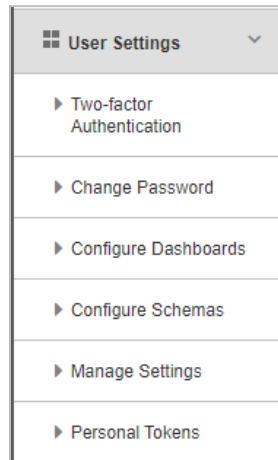 User Settings
Two-factor
Authentication
Change Password
Configure Dashboards
Configure Schemas
Manage Settings
Personal Tokens